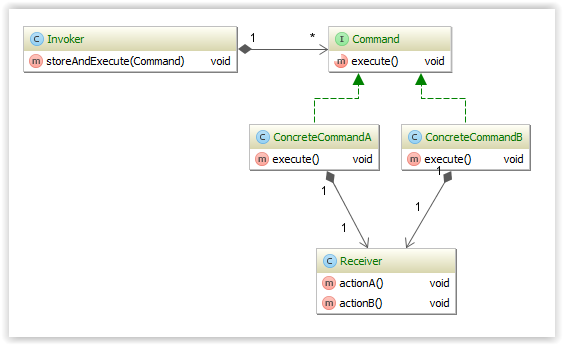 C Invoker
m storeAndExecute(Command) void
1 *
I Command
m execute() void
C ConcreteCommandA
m execute() void
C ConcreteCommandB
m execute() void
1 1
1 1
C Receiver
m actionA() void
m actionB() void